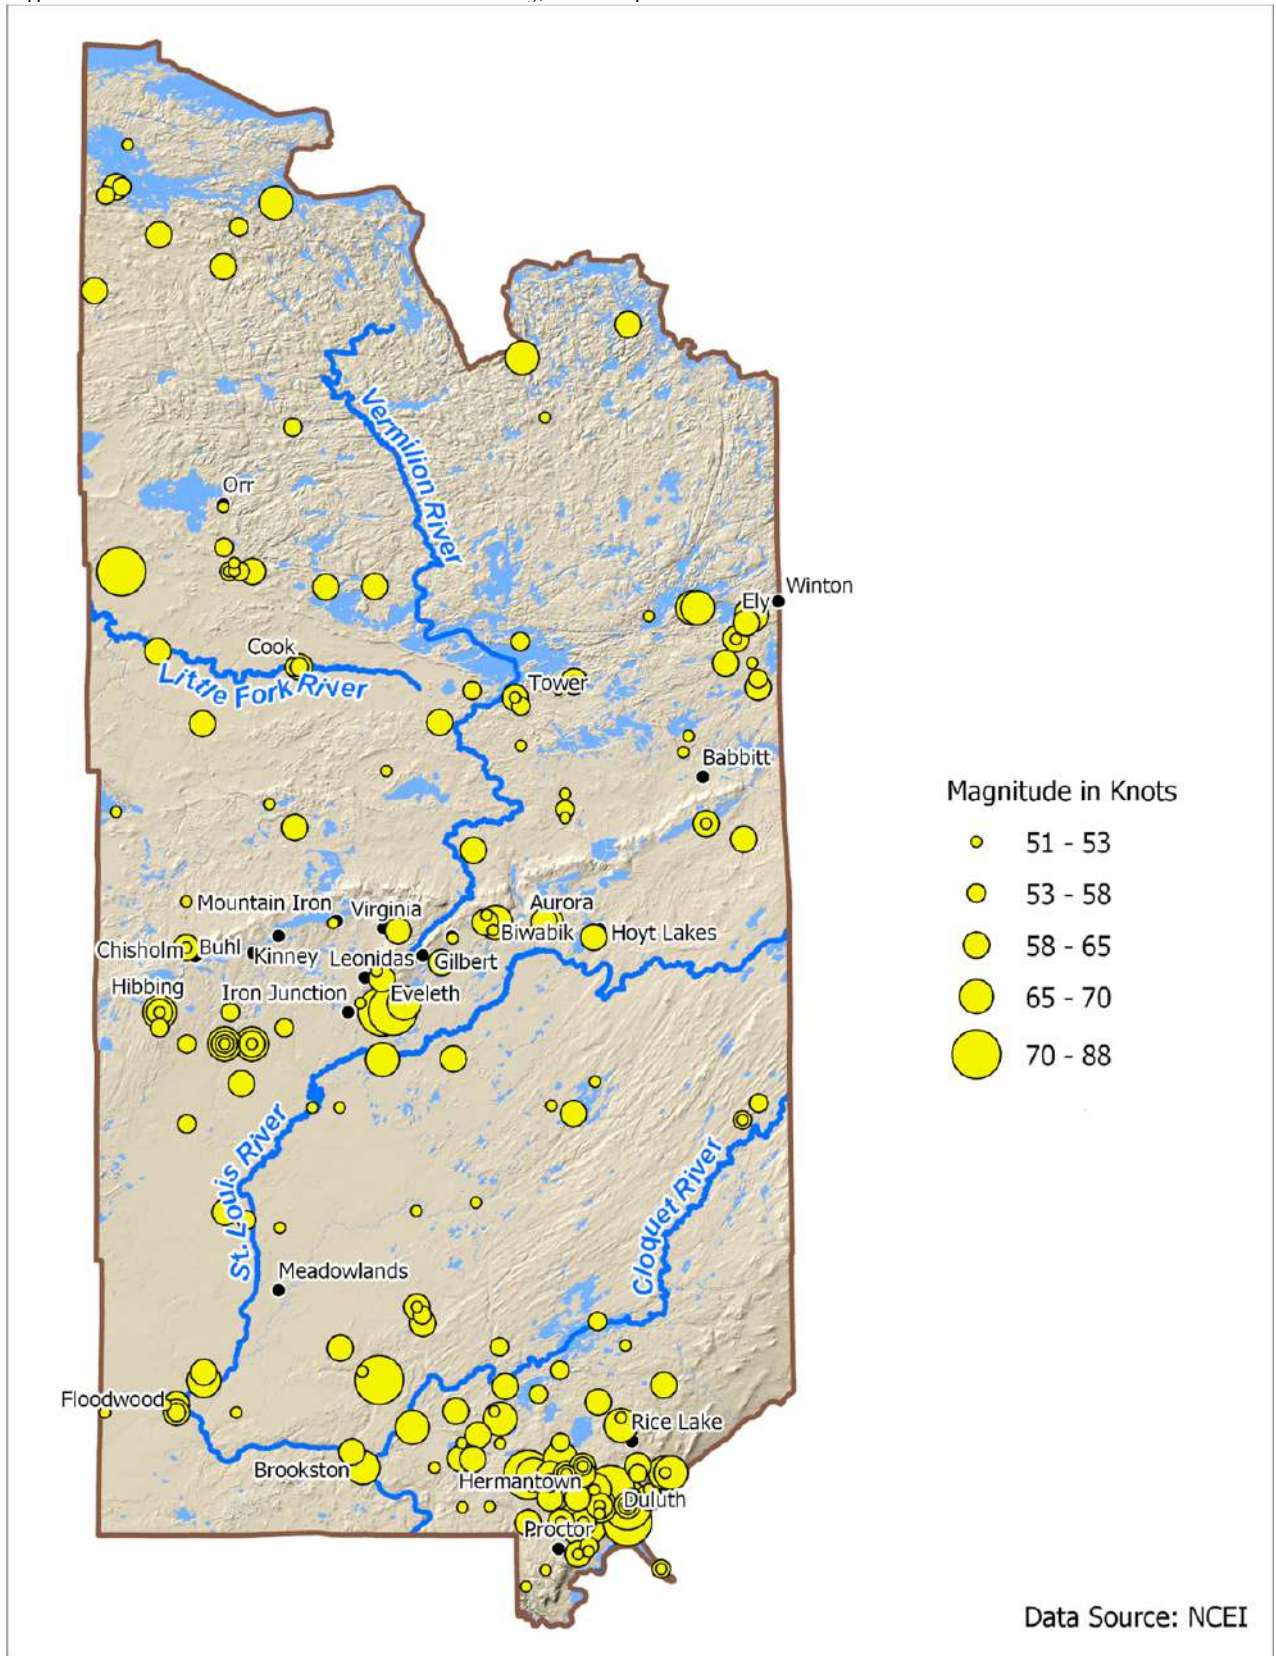 Orr
Vermilion River
Winton
Ely
Cook
Little Fork River
Tower
Babbitt
Magnitude in Knots
51 - 53
53 - 58
58 - 65
65 - 70
70 - 88
Mountain Iron
Virginia
Aurora
Biwabik
Hoyt Lakes
Chisholm
Buhl
Kinney
Leonidas
Gilbert
Hibbing
Iron Junction
Eveleth
St. Louis River
Cloquet River
Meadowlands
Floodwood
Rice Lake
Brookston
Hermantown
Duluth
Proctor
Data Source: NCEI